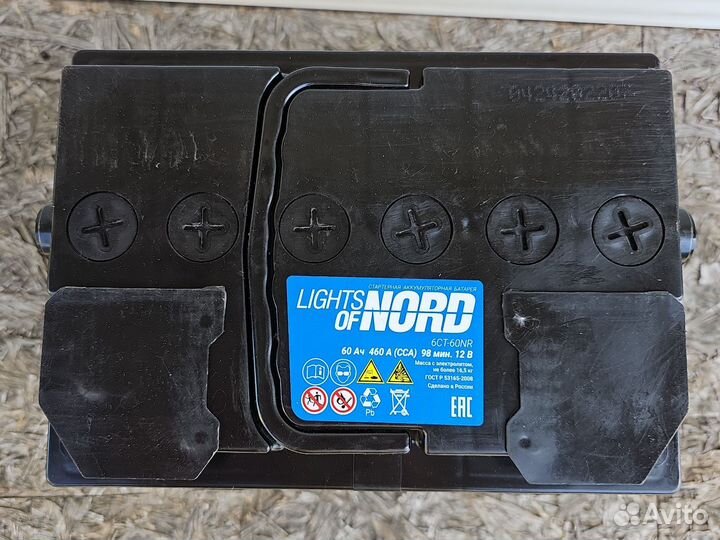 СТАРТЕРНАЯ АККУМУЛЯТОРНАЯ БАТАРЕЯ
LIGHTS OF NORD
6СТ-60NR
60 Ач 460 А (ССА) 98 мин. 12 В
Масса с электролитом,
не более 16,5 кг
ГОСТ Р 53165-2008
Сделано в России
Pb
EAC
Avito